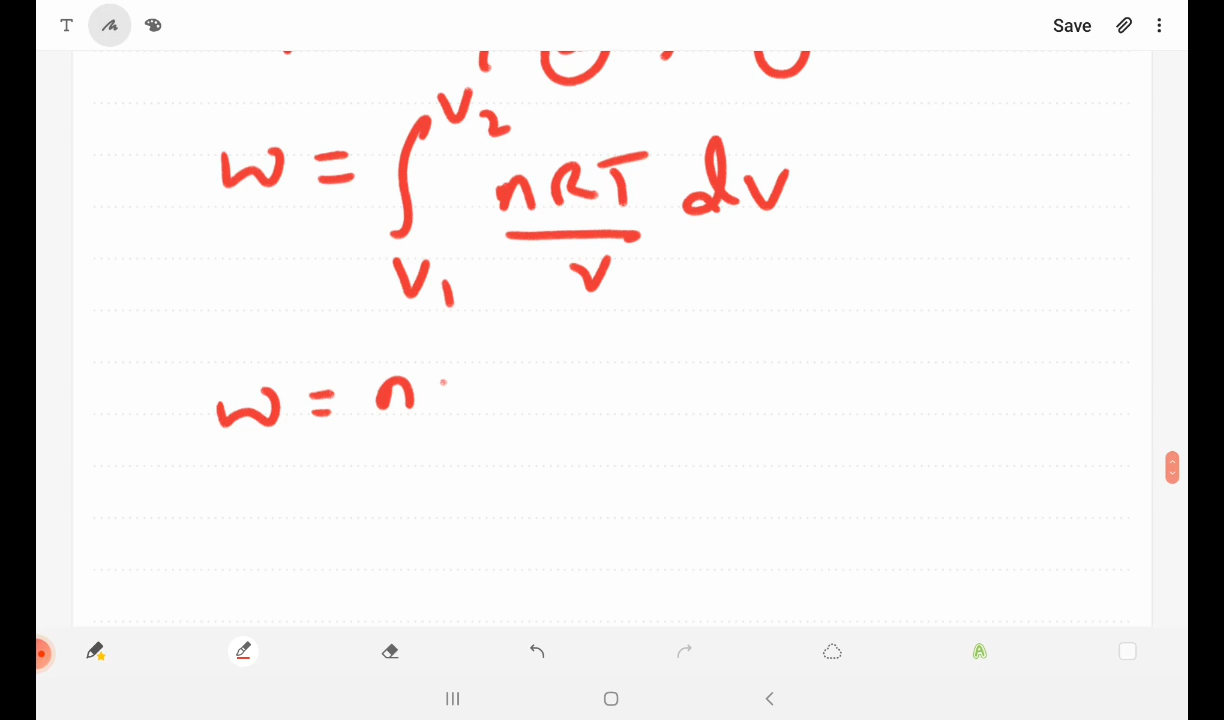 T Save
w = ∫_{V1}^{V2} nRT/V dv
w = n
A